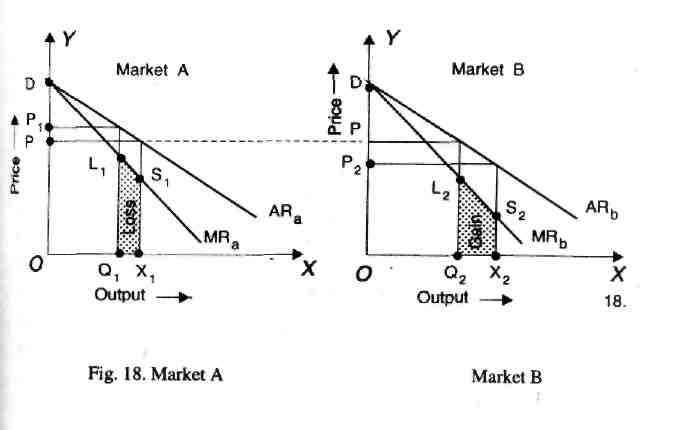 Y
Market A
D
P1
P
Price
L1
S1
Loss
ARa
MRa
O
Q1
X1
X
Output
Y
Market B
D
Price
P
P2
L2
S2
Gain
ARb
MRb
O
Q2
X2
X
Output
18.
Fig. 18. Market A
Market B